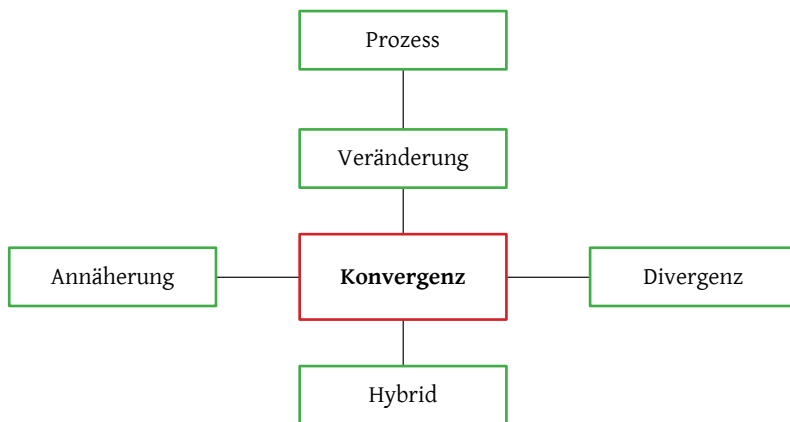 Prozess
Veränderung
Annäherung
Konvergenz
Divergenz
Hybrid